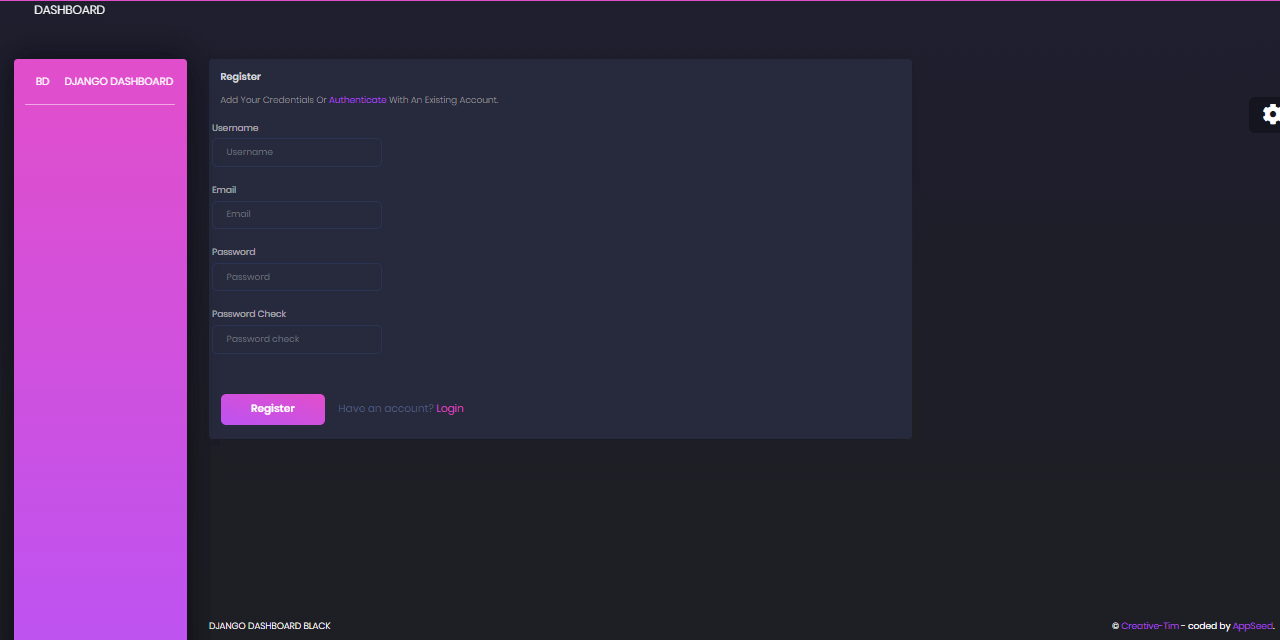 DASHBOARD
BD DJANGO DASHBOARD
Register
Add Your Credentials Or Authenticate With An Existing Account.
Username
Username
Email
Email
Password
Password
Password Check
Password check
Register Have an account? Login
DJANGO DASHBOARD BLACK
© Creative-Tim - coded by AppSeed.